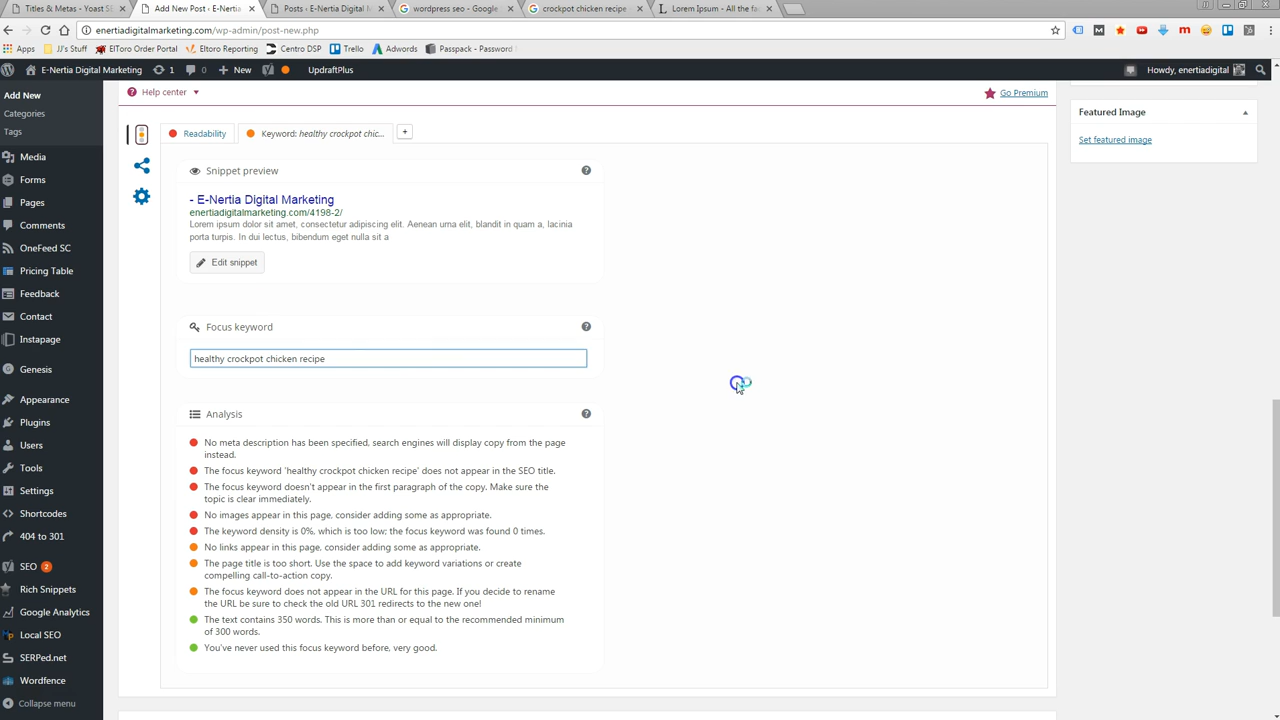 Titles & Metas - Yoast SE
Add New Post ‹ E-Nertia
Posts ‹ E-Nertia Digital M
wordpress seo - Google
crockpot chicken recipe
Lorem Ipsum - All the fa
enertiadigitalmarketing.com/wp-admin/post-new.php
Apps JJ's Stuff ElToro Order Portal Eltoro Reporting Centro DSP Trello Adwords Passpack - Password
E-Nertia Digital Marketing 1 0 + New UpdraftPlus Howdy, enertiadigital
Add New
Categories
Tags
Media
Forms
Pages
Comments
OneFeed SC
Pricing Table
Feedback
Contact
Instapage
Genesis
Appearance
Plugins
Users
Tools
Settings
Shortcodes
404 to 301
SEO 2
Rich Snippets
Google Analytics
Local SEO
SERPed.net
Wordfence
Collapse menu
Help center
Go Premium
Readability
Keyword: healthy crockpot chic...
+
Snippet preview
- E-Nertia Digital Marketing
enertiadigitalmarketing.com/4198-2/
Lorem ipsum dolor sit amet, consectetur adipiscing elit. Aenean urna elit, blandit in quam a, lacinia
porta turpis. In dui lectus, bibendum eget nulla sit a
Edit snippet
Focus keyword
healthy crockpot chicken recipe
Analysis
No meta description has been specified, search engines will display copy from the page
instead.
The focus keyword 'healthy crockpot chicken recipe' does not appear in the SEO title.
The focus keyword doesn't appear in the first paragraph of the copy. Make sure the
topic is clear immediately.
No images appear in this page, consider adding some as appropriate.
The keyword density is 0%, which is too low; the focus keyword was found 0 times.
No links appear in this page, consider adding some as appropriate.
The page title is too short. Use the space to add keyword variations or create
compelling call-to-action copy.
The focus keyword does not appear in the URL for this page. If you decide to rename
the URL be sure to check the old URL 301 redirects to the new one!
The text contains 350 words. This is more than or equal to the recommended minimum
of 300 words.
You've never used this focus keyword before, very good.
Featured Image
Set featured image